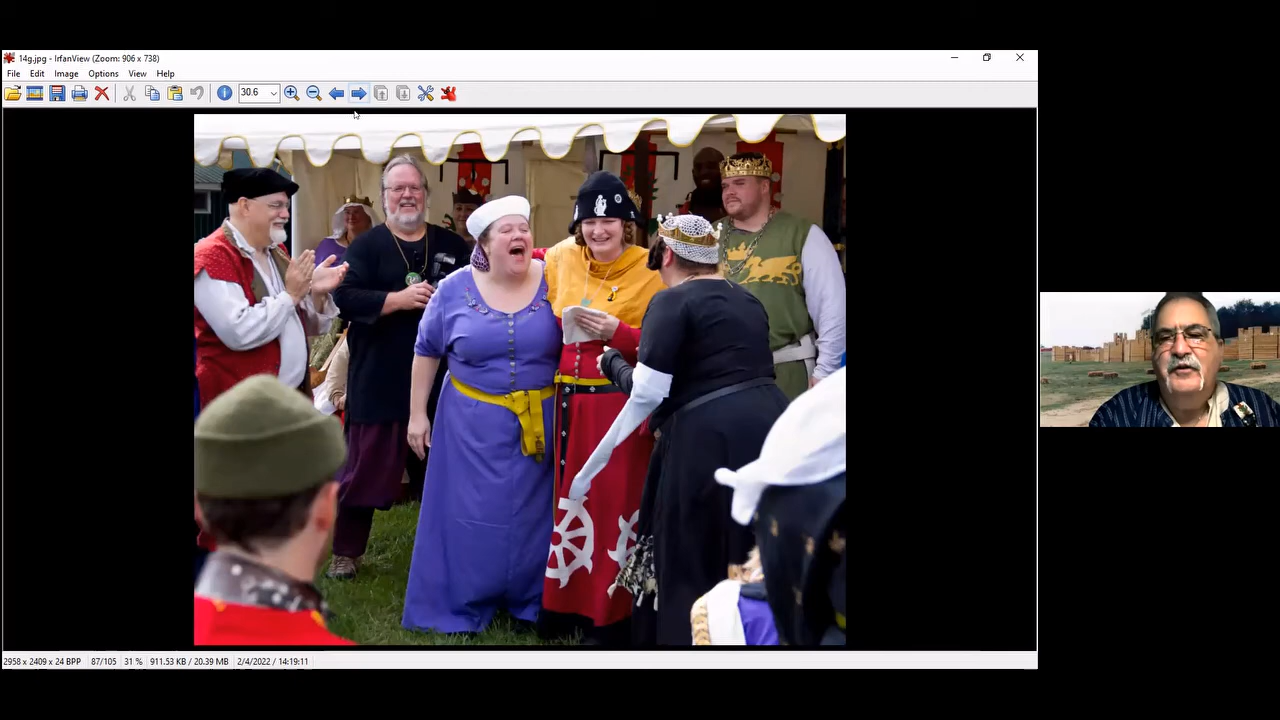 14g.jpg - IrfanView (Zoom: 906 x 738)
File Edit Image Options View Help
30.6
2958 x 2409 x 24 BPP 87/105 31 % 911.53 KB / 20.39 MB 2/4/2022 / 14:19:11